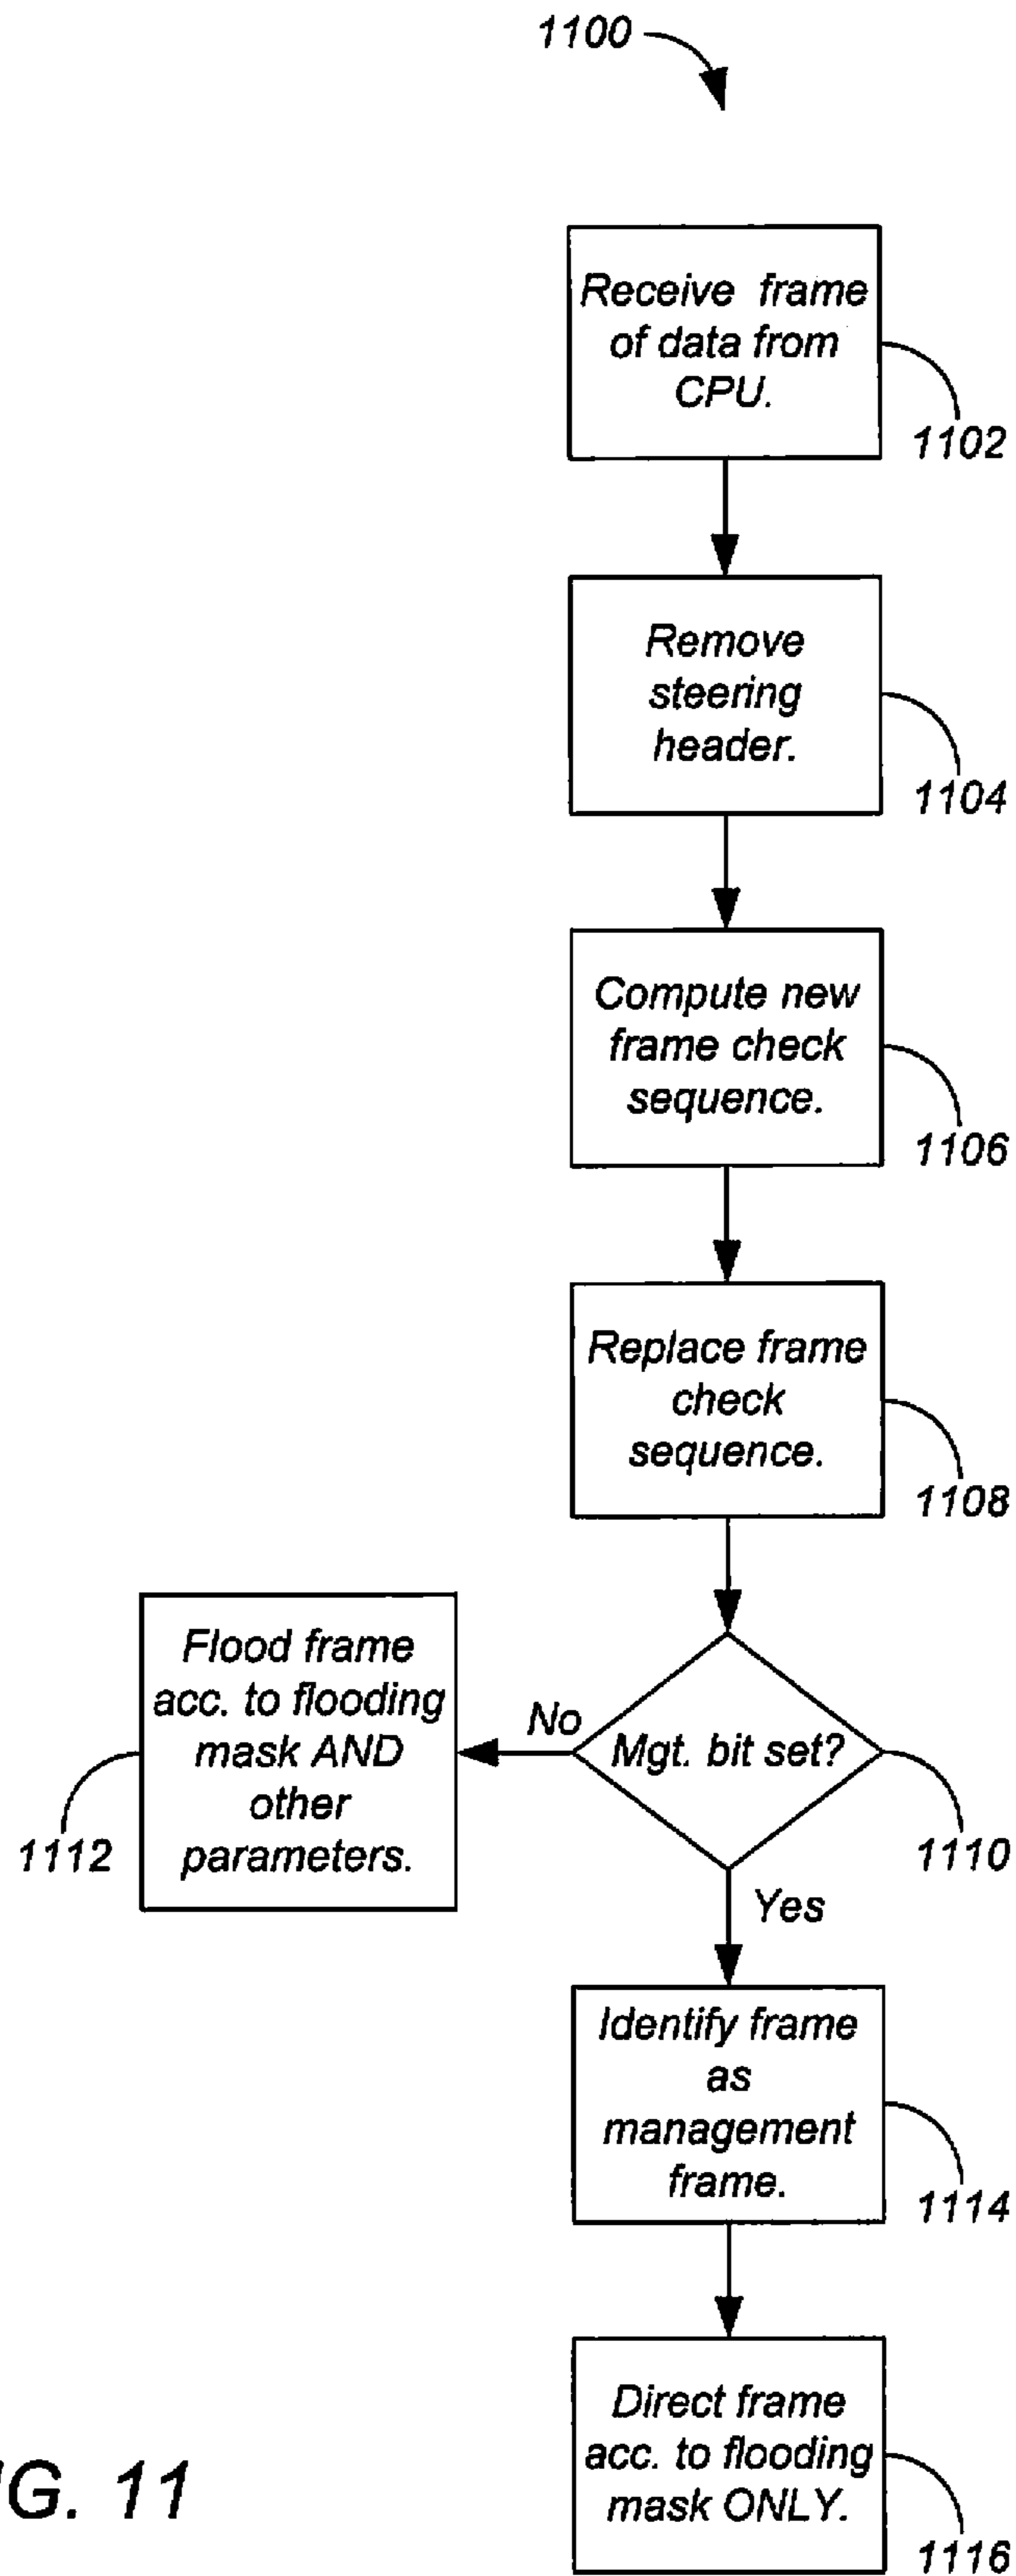 1100
Receive frame
of data from
CPU.
1102
Remove
steering
header.
1104
Compute new
frame check
sequence.
1106
Replace frame
check
sequence.
1108
Flood frame
acc. to flooding
mask AND
other
parameters.
1112
No
Mgt. bit set?
1110
Yes
Identify frame
as
management
frame.
1114
Direct frame
acc. to flooding
mask ONLY.
1116
G. 11